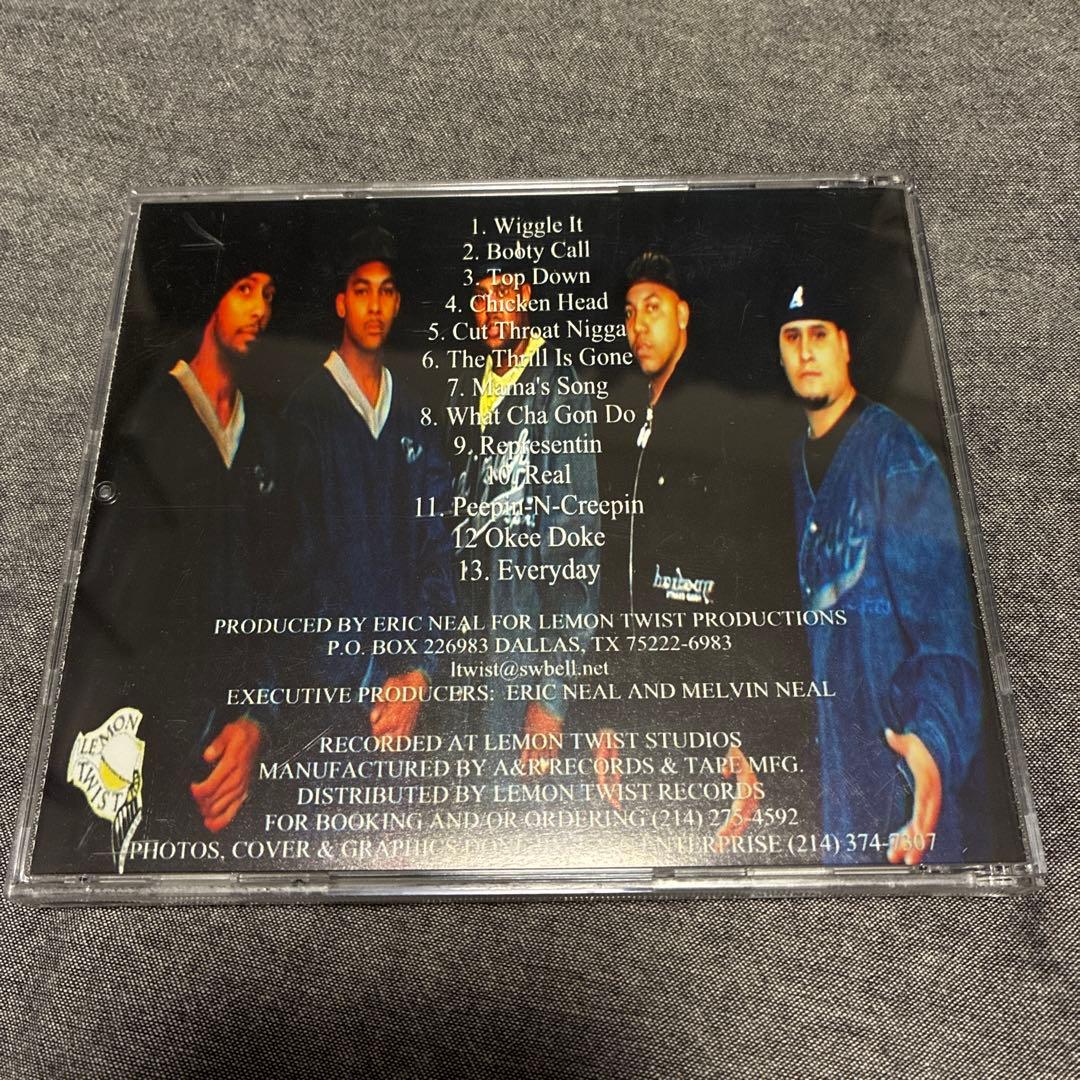 1. Wiggle It
2. Booty Call
3. Top Down
4. Chicken Head
5. Cut Throat Nigga
6. The Thrill Is Gone
7. Mama's Song
8. What Cha Gon Do
9. Representin
10. Real
11. Peepin-N-Creepin
12 Okee Doke
13. Everyday
PRODUCED BY ERIC NEAL FOR LEMON TWIST PRODUCTIONS
P.O. BOX 226983 DALLAS, TX 75222-6983
ltwist@swbell.net
EXECUTIVE PRODUCERS: ERIC NEAL AND MELVIN NEAL
LEMON
TWIST
RECORDED AT LEMON TWIST STUDIOS
MANUFACTURED BY A&R RECORDS & TAPE MFG.
DISTRIBUTED BY LEMON TWIST RECORDS
FOR BOOKING AND/OR ORDERING (214) 275-4592
PHOTOS, COVER & GRAPHICS ENTERPRISE (214) 374-7307